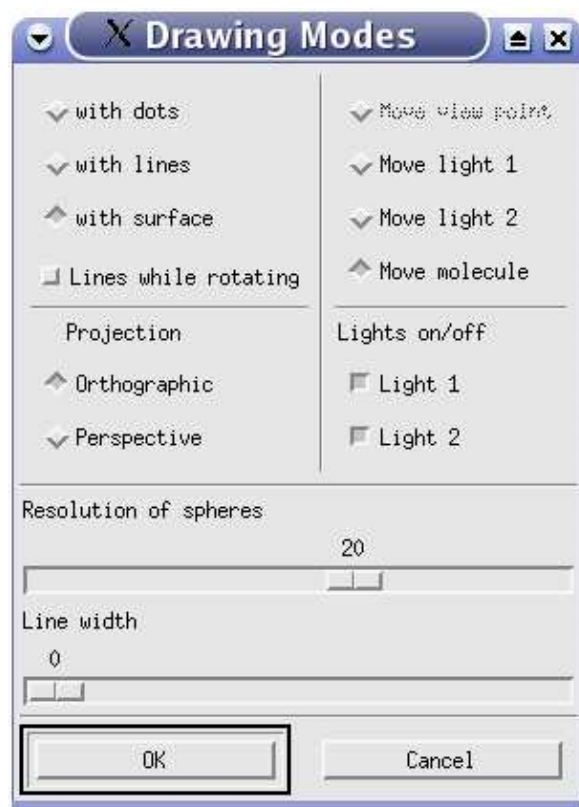 Drawing Modes
with dots
with lines
with surface
Lines while rotating
Move view point
Move light 1
Move light 2
Move molecule
Projection
Orthographic
Perspective
Lights on/off
Light 1
Light 2
Resolution of spheres
20
Line width
0
OK
Cancel